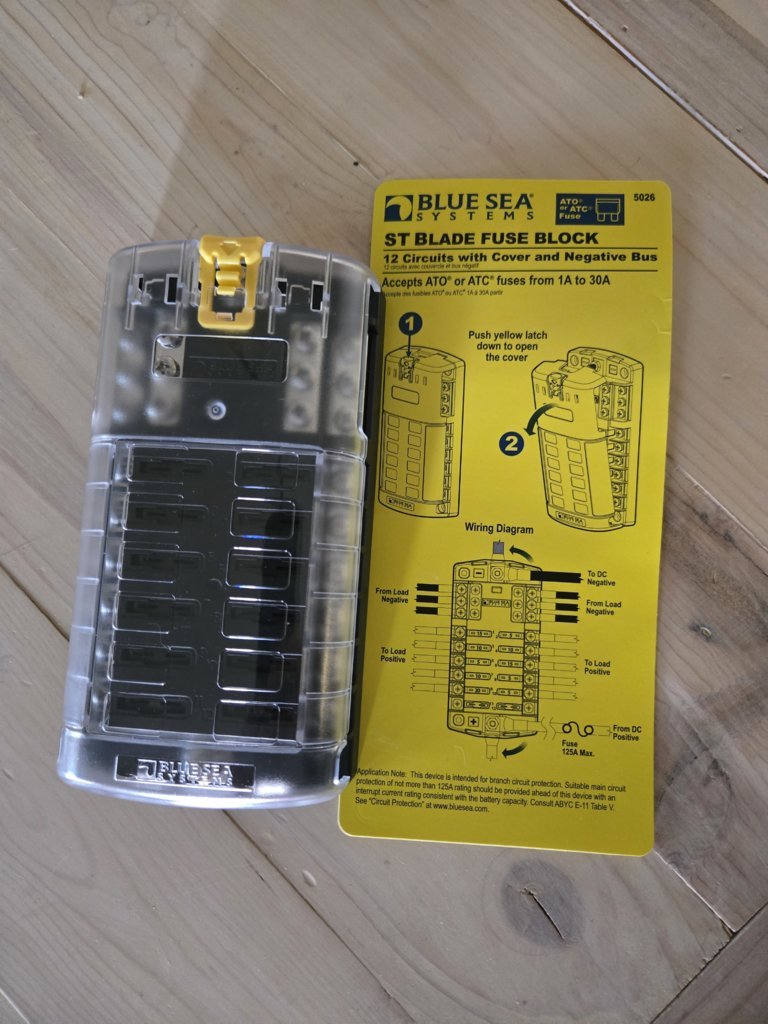 BLUE SEA®
SYSTEMS
ATO®
or ATC®
Fuse
5026
ST BLADE FUSE BLOCK
12 Circuits with Cover and Negative Bus
12 circuits avec couvercle et bus négatif
Accepts ATO® or ATC® fuses from 1A to 30A
Accepte des fusibles ATO® ou ATC® 1A à 30A partir
1
Push yellow latch
down to open
the cover
2
Wiring Diagram
To DC
Negative
From Load
Negative
From Load
Negative
To Load
Positive
To Load
Positive
From DC
Positive
Fuse
125A Max.
Application Note: This device is intended for branch circuit protection. Suitable main circuit
protection of not more than 125A rating should be provided ahead of this device with an
interrupt current rating consistent with the battery capacity. Consult ABYC E-11 Table V.
See "Circuit Protection" at www.bluesea.com.
BLUE SEA
SYSTEMS